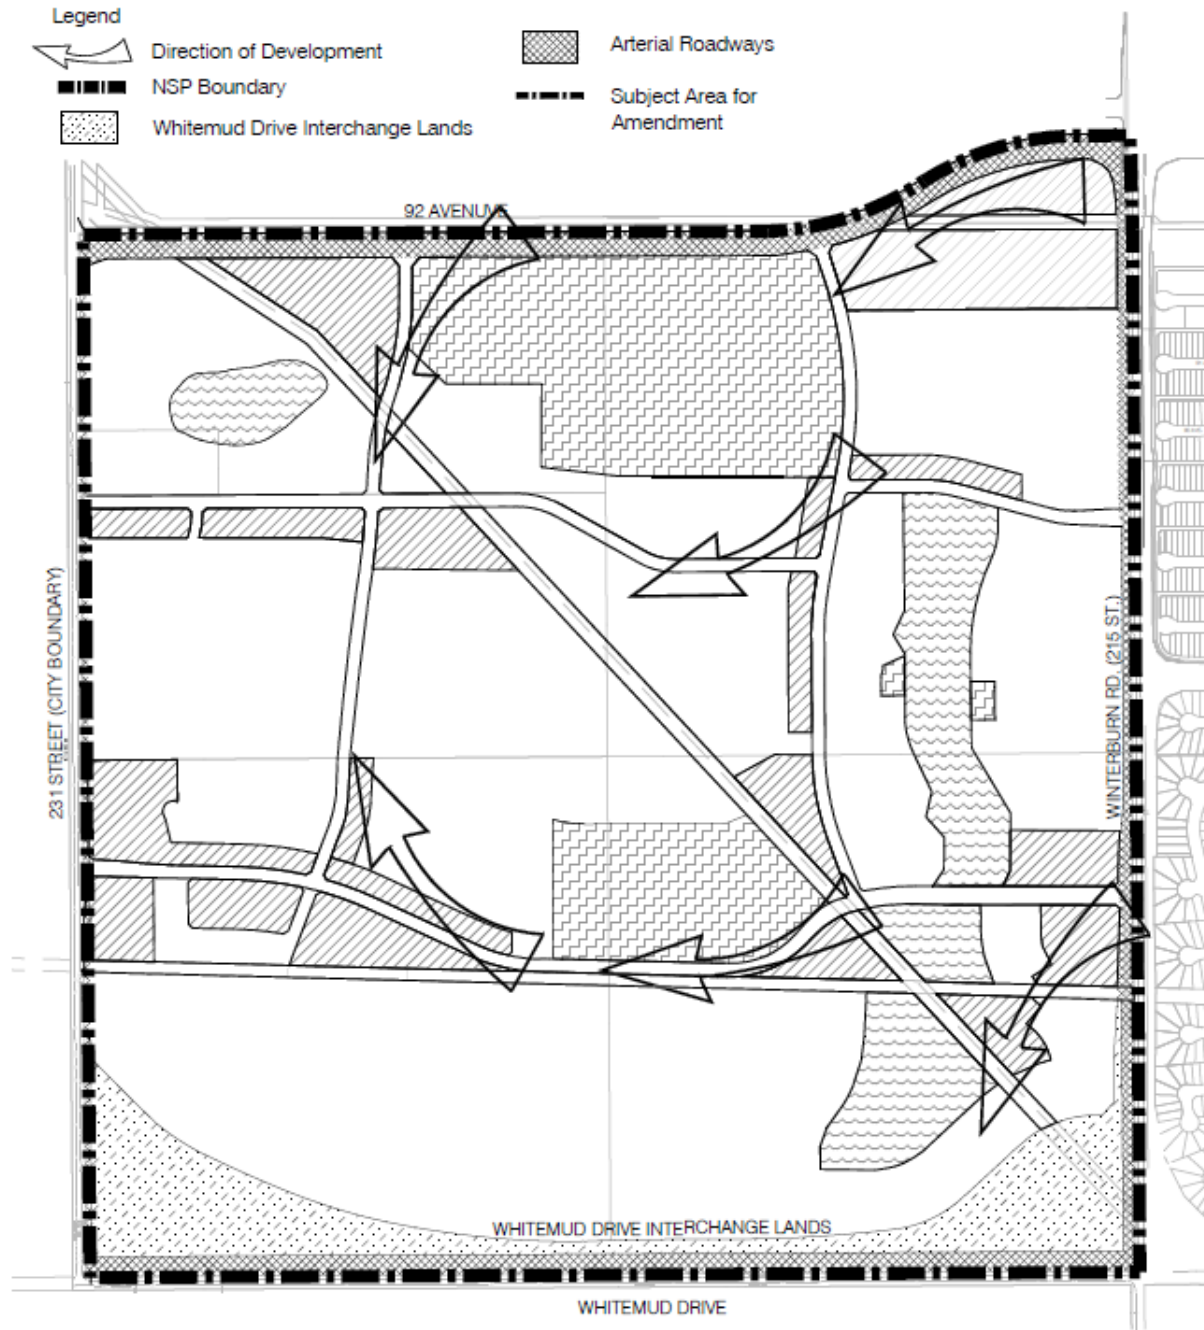 Legend
Direction of Development
NSP Boundary
Whitemud Drive Interchange Lands
Arterial Roadways
Subject Area for
Amendment
92 AVENUVE
231 STREET (CITY BOUNDARY)
WINTERBURN RD. (215 ST.)
WHITEMUD DRIVE INTERCHANGE LANDS
WHITEMUD DRIVE